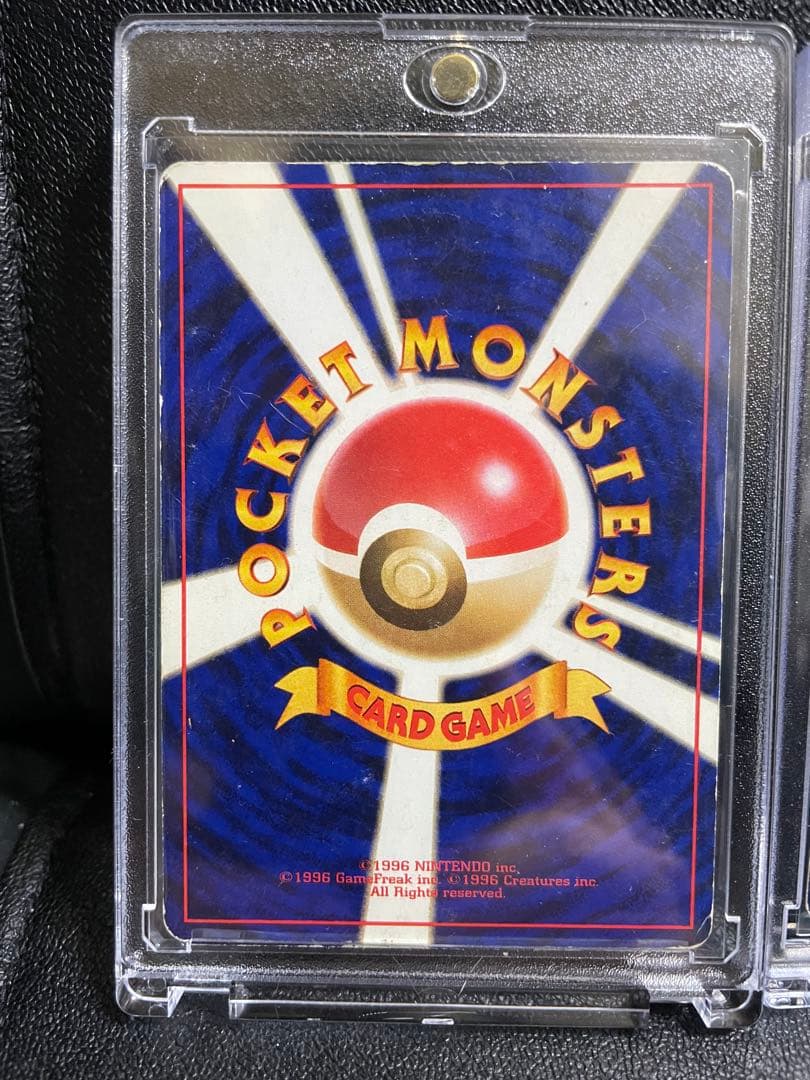 POCKET MONSTERS
CARD GAME
©1996 NINTENDO inc.
©1996 GameFreak inc. ©1996 Creatures inc.
All Rights reserved.